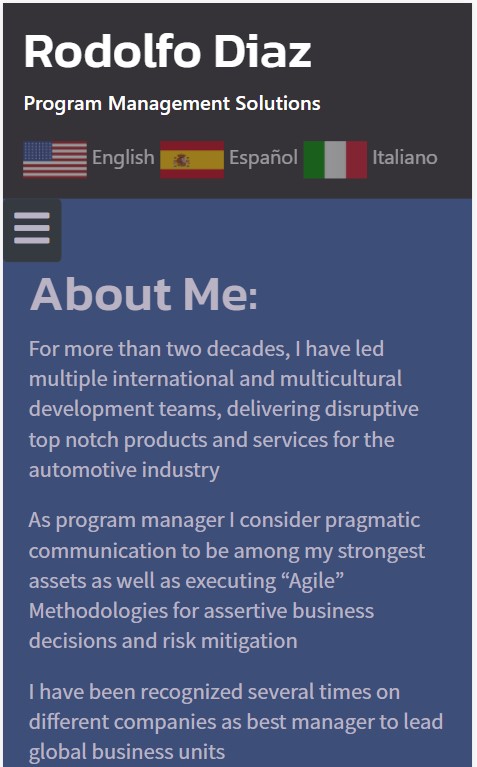 Rodolfo Diaz
Program Management Solutions
English Español Italiano
About Me:
For more than two decades, I have led
multiple international and multicultural
development teams, delivering disruptive
top notch products and services for the
automotive industry
As program manager I consider pragmatic
communication to be among my strongest
assets as well as executing “Agile”
Methodologies for assertive business
decisions and risk mitigation
I have been recognized several times on
different companies as best manager to lead
global business units